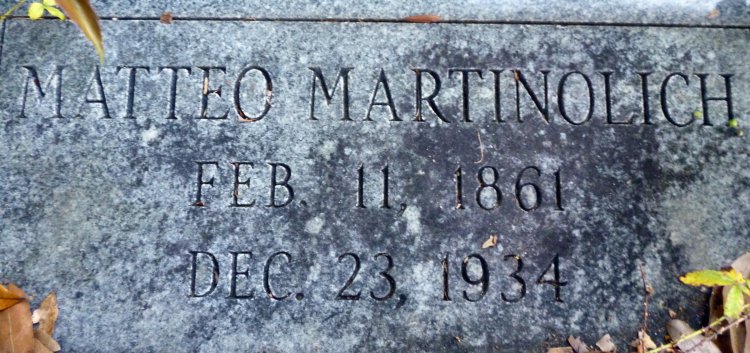 MATTEO MARTINOLICH
FEB. 11, 1861
DEC. 23, 1934